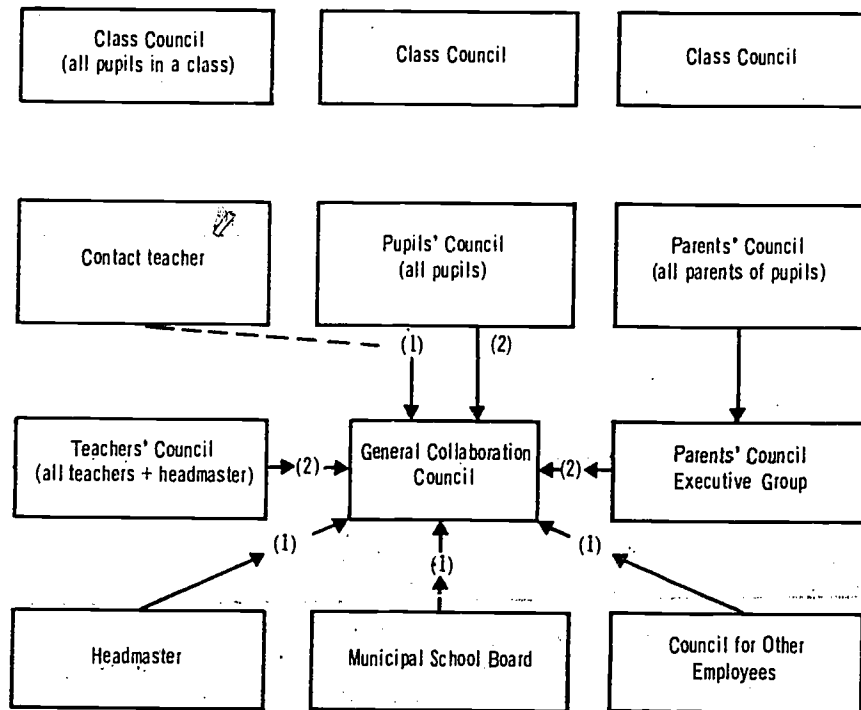 Class Council
(all pupils in a class)
Class Council
Class Council
Contact teacher
Pupils' Council
(all pupils)
Parents' Council
(all parents of pupils)
(1)
(2)
Teachers' Council
(all teachers + headmaster)
(2)
General Collaboration
Council
(2)
Parents' Council
Executive Group
(1)
(1)
(1)
Headmaster
Municipal School Board
Council for Other
Employees